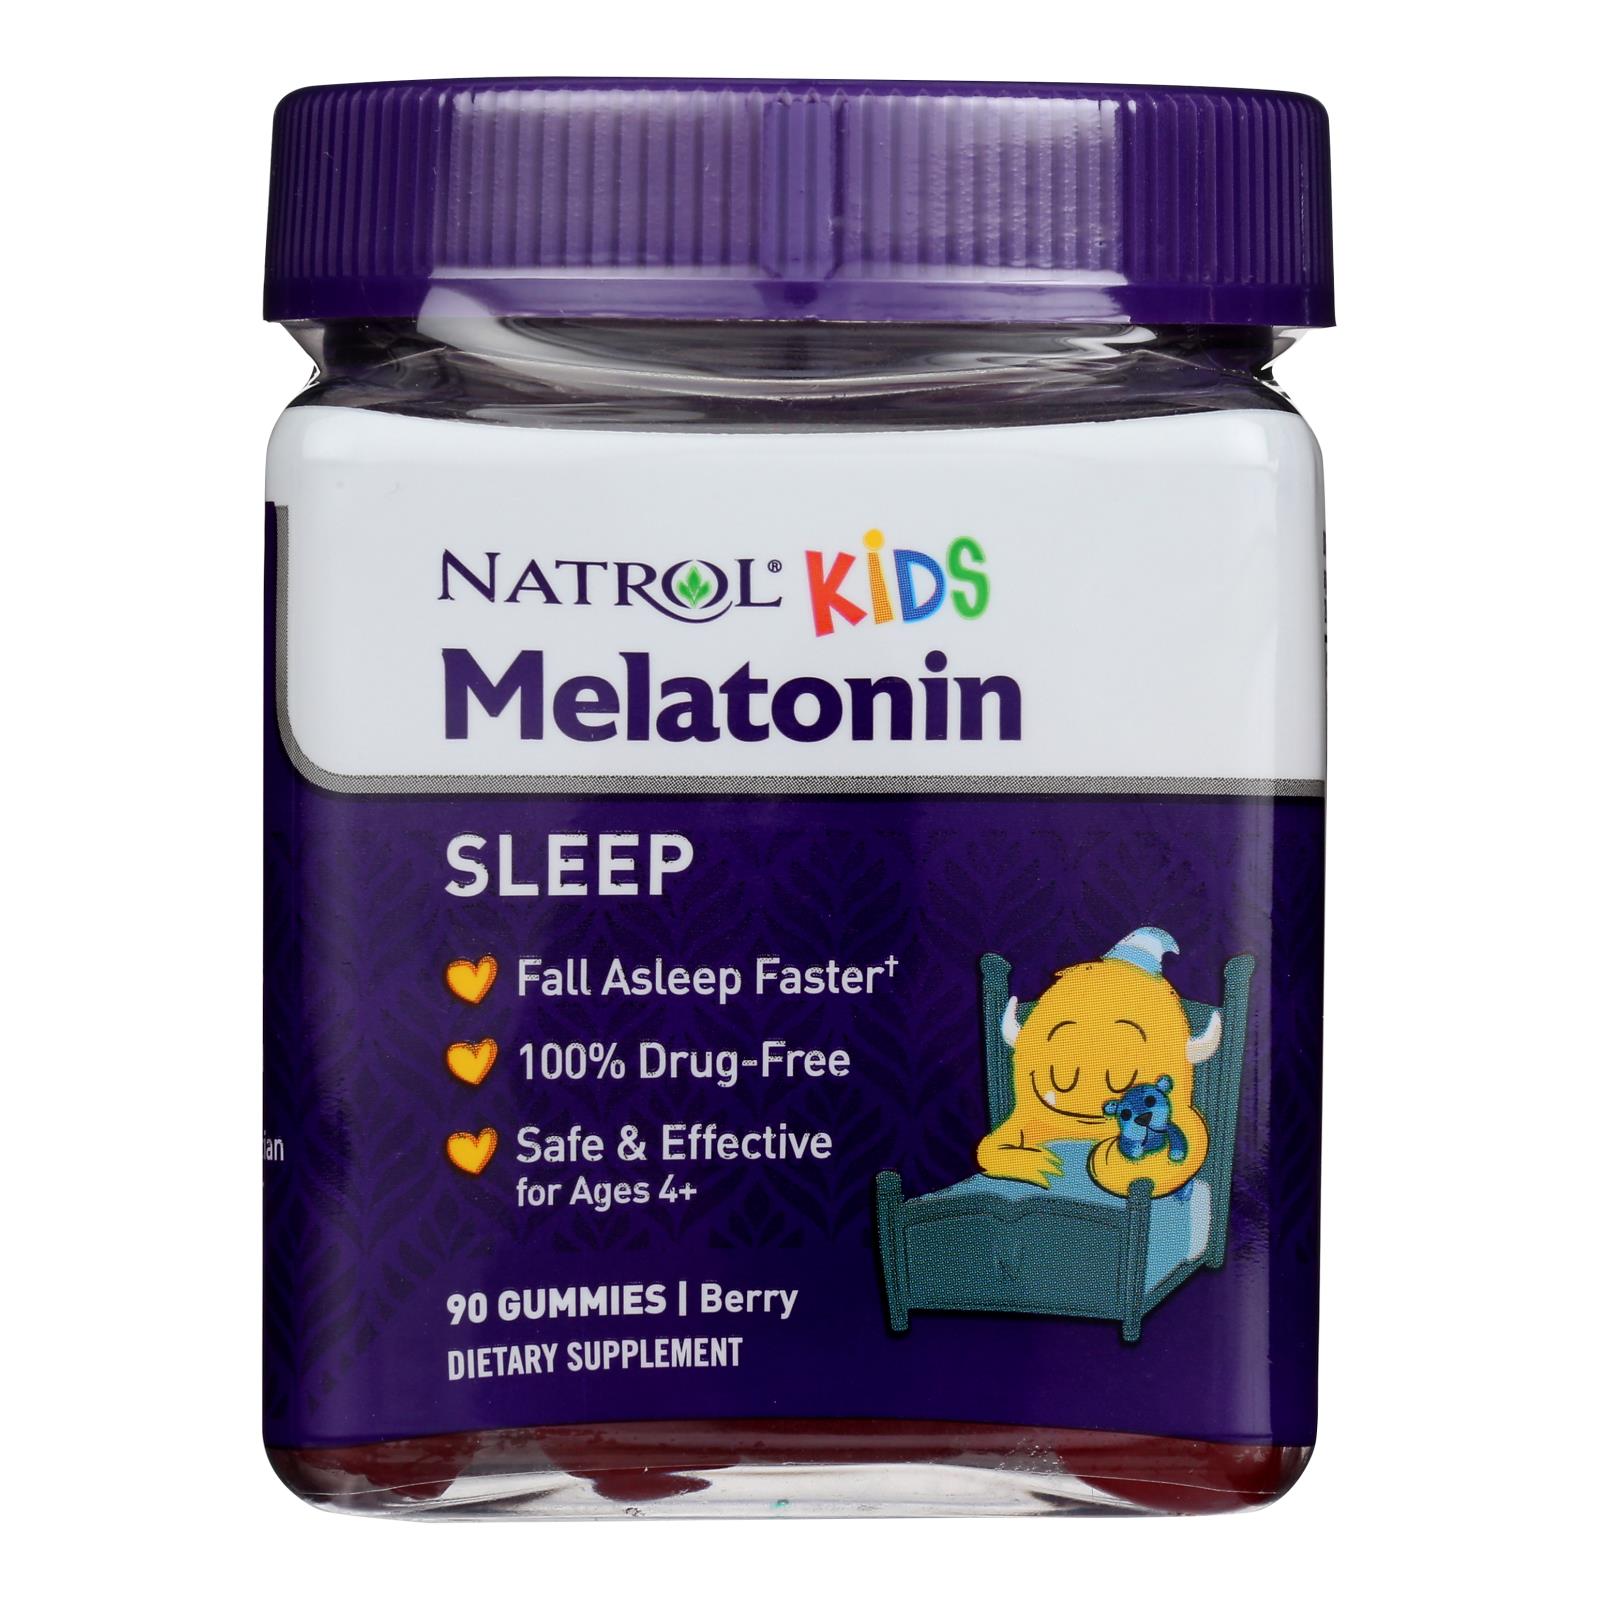 NATROL® KiDS
Melatonin
SLEEP
Fall Asleep Faster†
100% Drug-Free
Safe & Effective
for Ages 4+
90 GUMMIES | Berry
DIETARY SUPPLEMENT